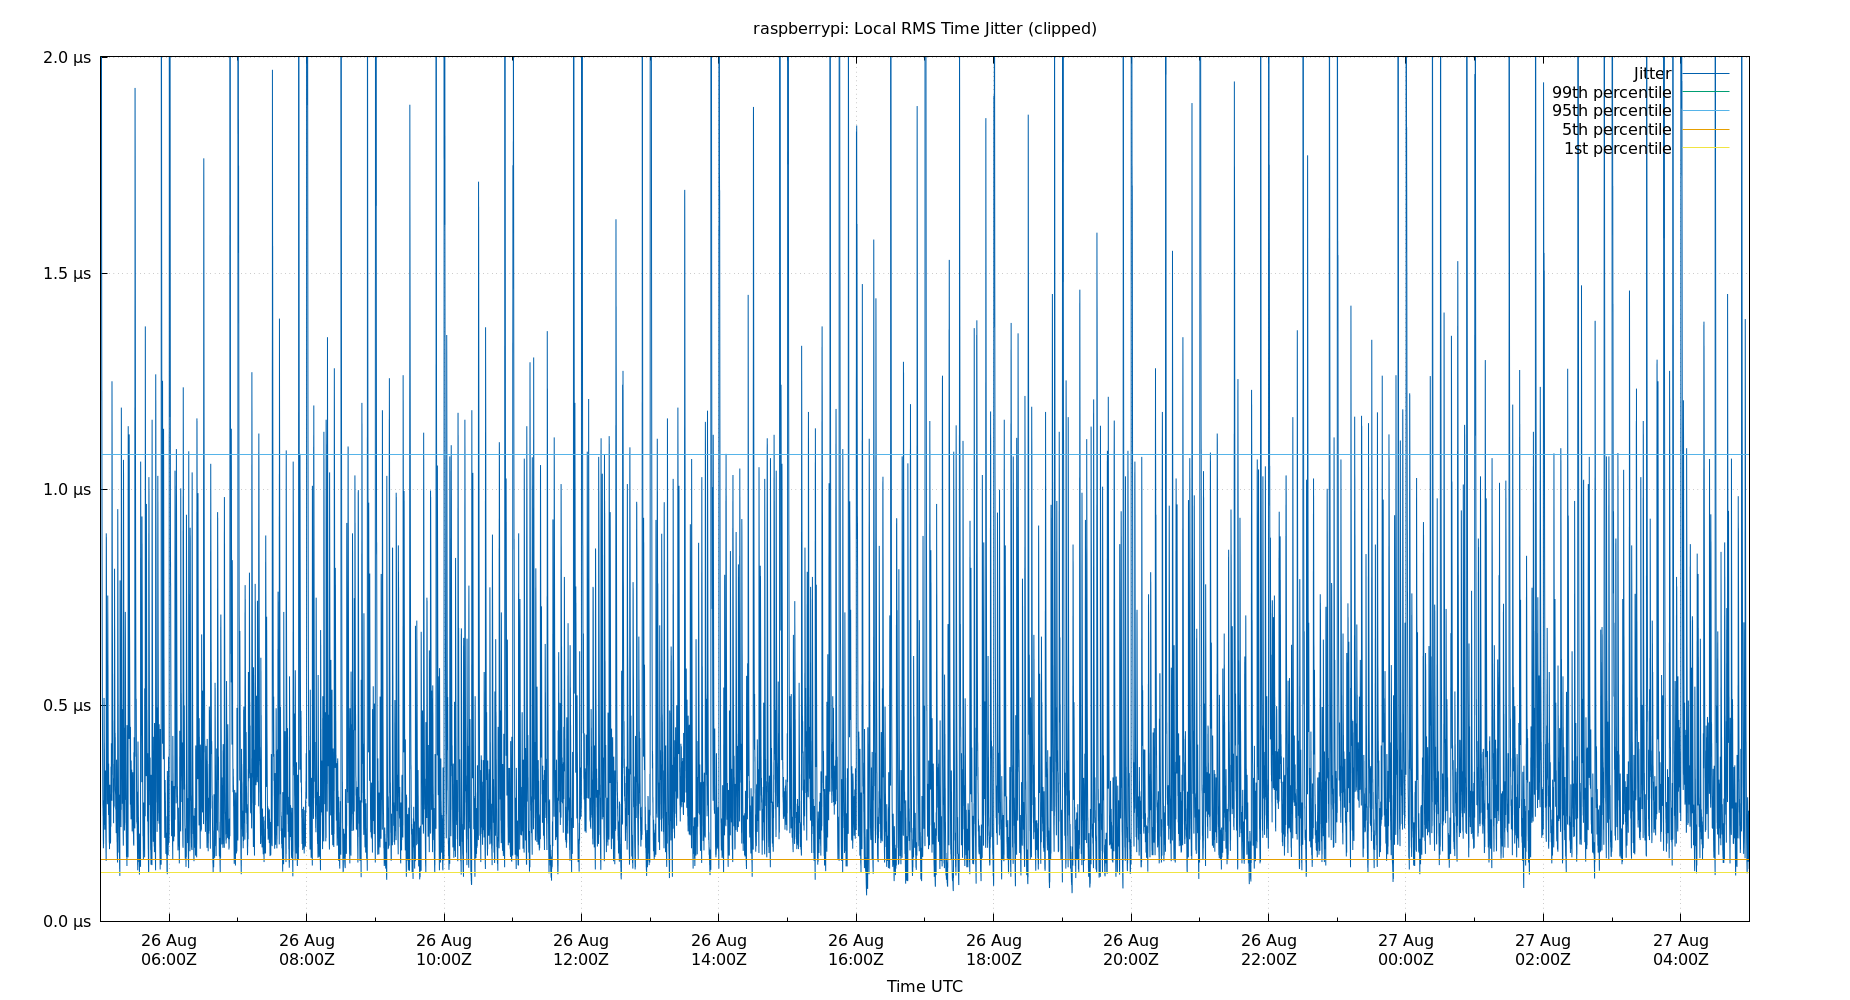 raspberrypi: Local RMS Time Jitter (clipped)
2.0 µs
1.5 µs
1.0 µs
0.5 µs
0.0 µs
Jitter
99th percentile
95th percentile
5th percentile
1st percentile
26 Aug 26 Aug 26 Aug 26 Aug 26 Aug 26 Aug 26 Aug 26 Aug 26 Aug 27 Aug 27 Aug 27 Aug
06:00Z 08:00Z 10:00Z 12:00Z 14:00Z 16:00Z 18:00Z 20:00Z 22:00Z 00:00Z 02:00Z 04:00Z
Time UTC